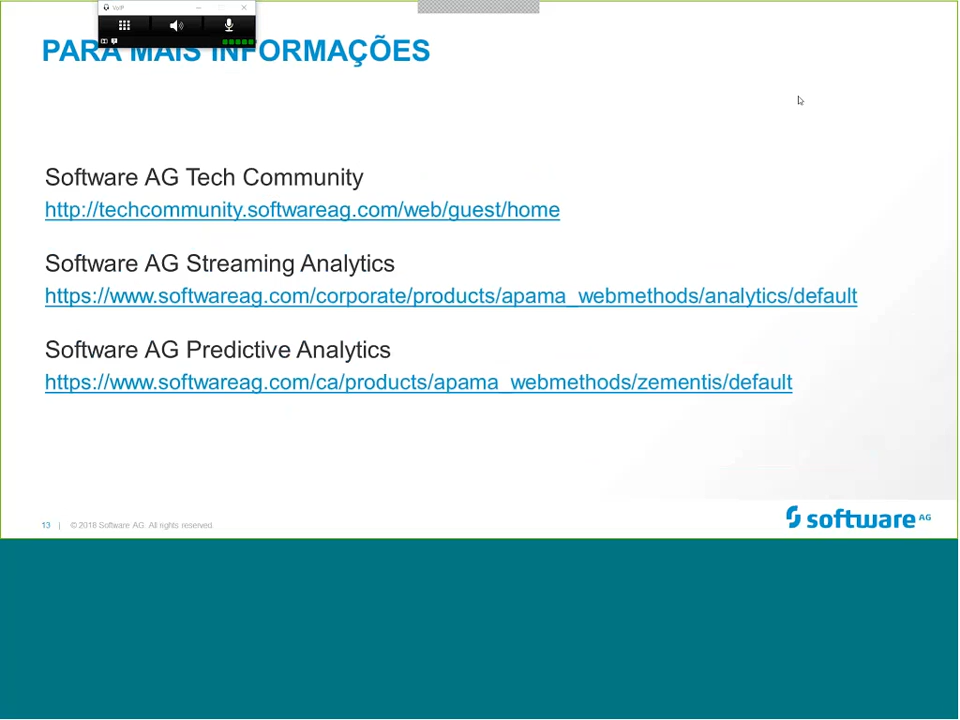 VoIP
PARA MAIS INFORMAÇÕES
Software AG Tech Community
http://techcommunity.softwareag.com/web/guest/home
Software AG Streaming Analytics
https://www.softwareag.com/corporate/products/apama_webmethods/analytics/default
Software AG Predictive Analytics
https://www.softwareag.com/ca/products/apama_webmethods/zementis/default
13 | © 2018 Software AG. All rights reserved.
software AG